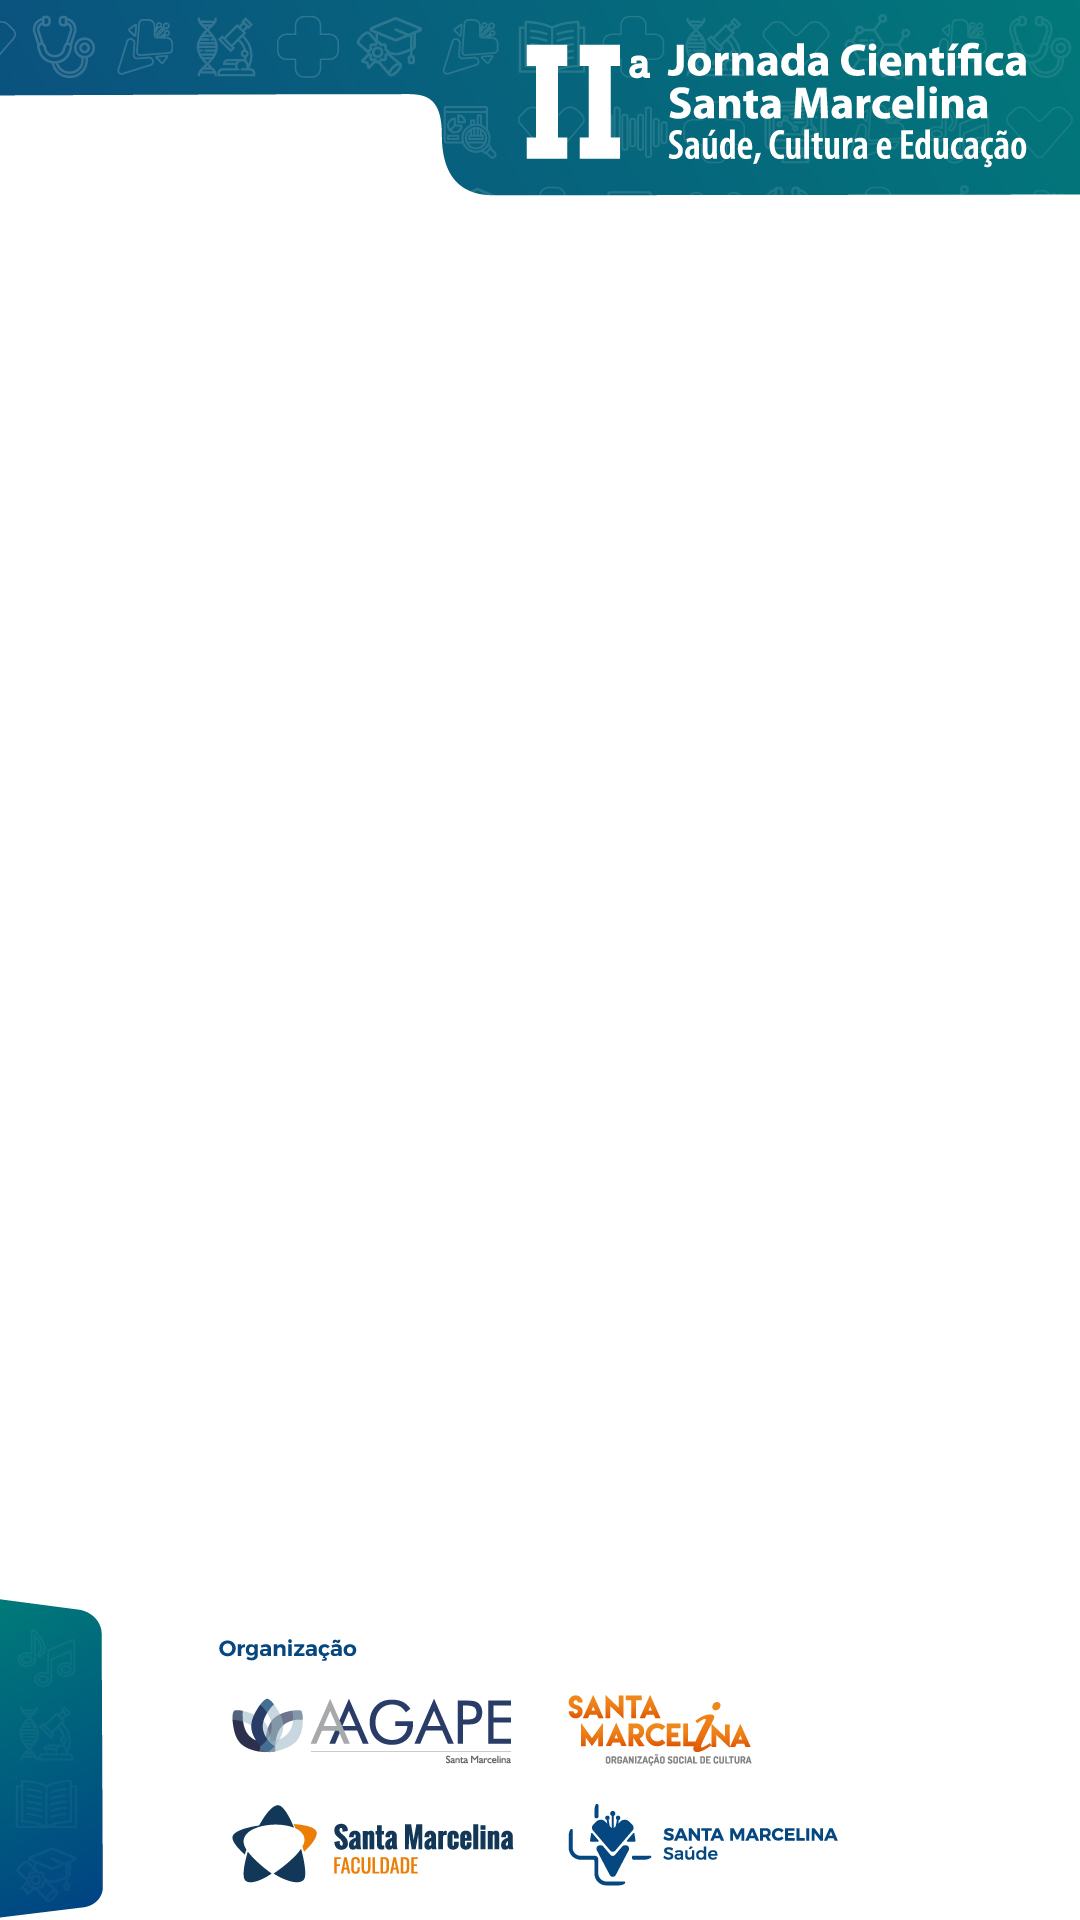 IIª Jornada Científica
Santa Marcelina
Saúde, Cultura e Educação
Organização
AAGAPE
Santa Marcelina
SANTA
MARCELiNA
ORGANIZAÇÃO SOCIAL DE CULTURA
Santa Marcelina
FACULDADE
SANTA MARCELINA
Saúde